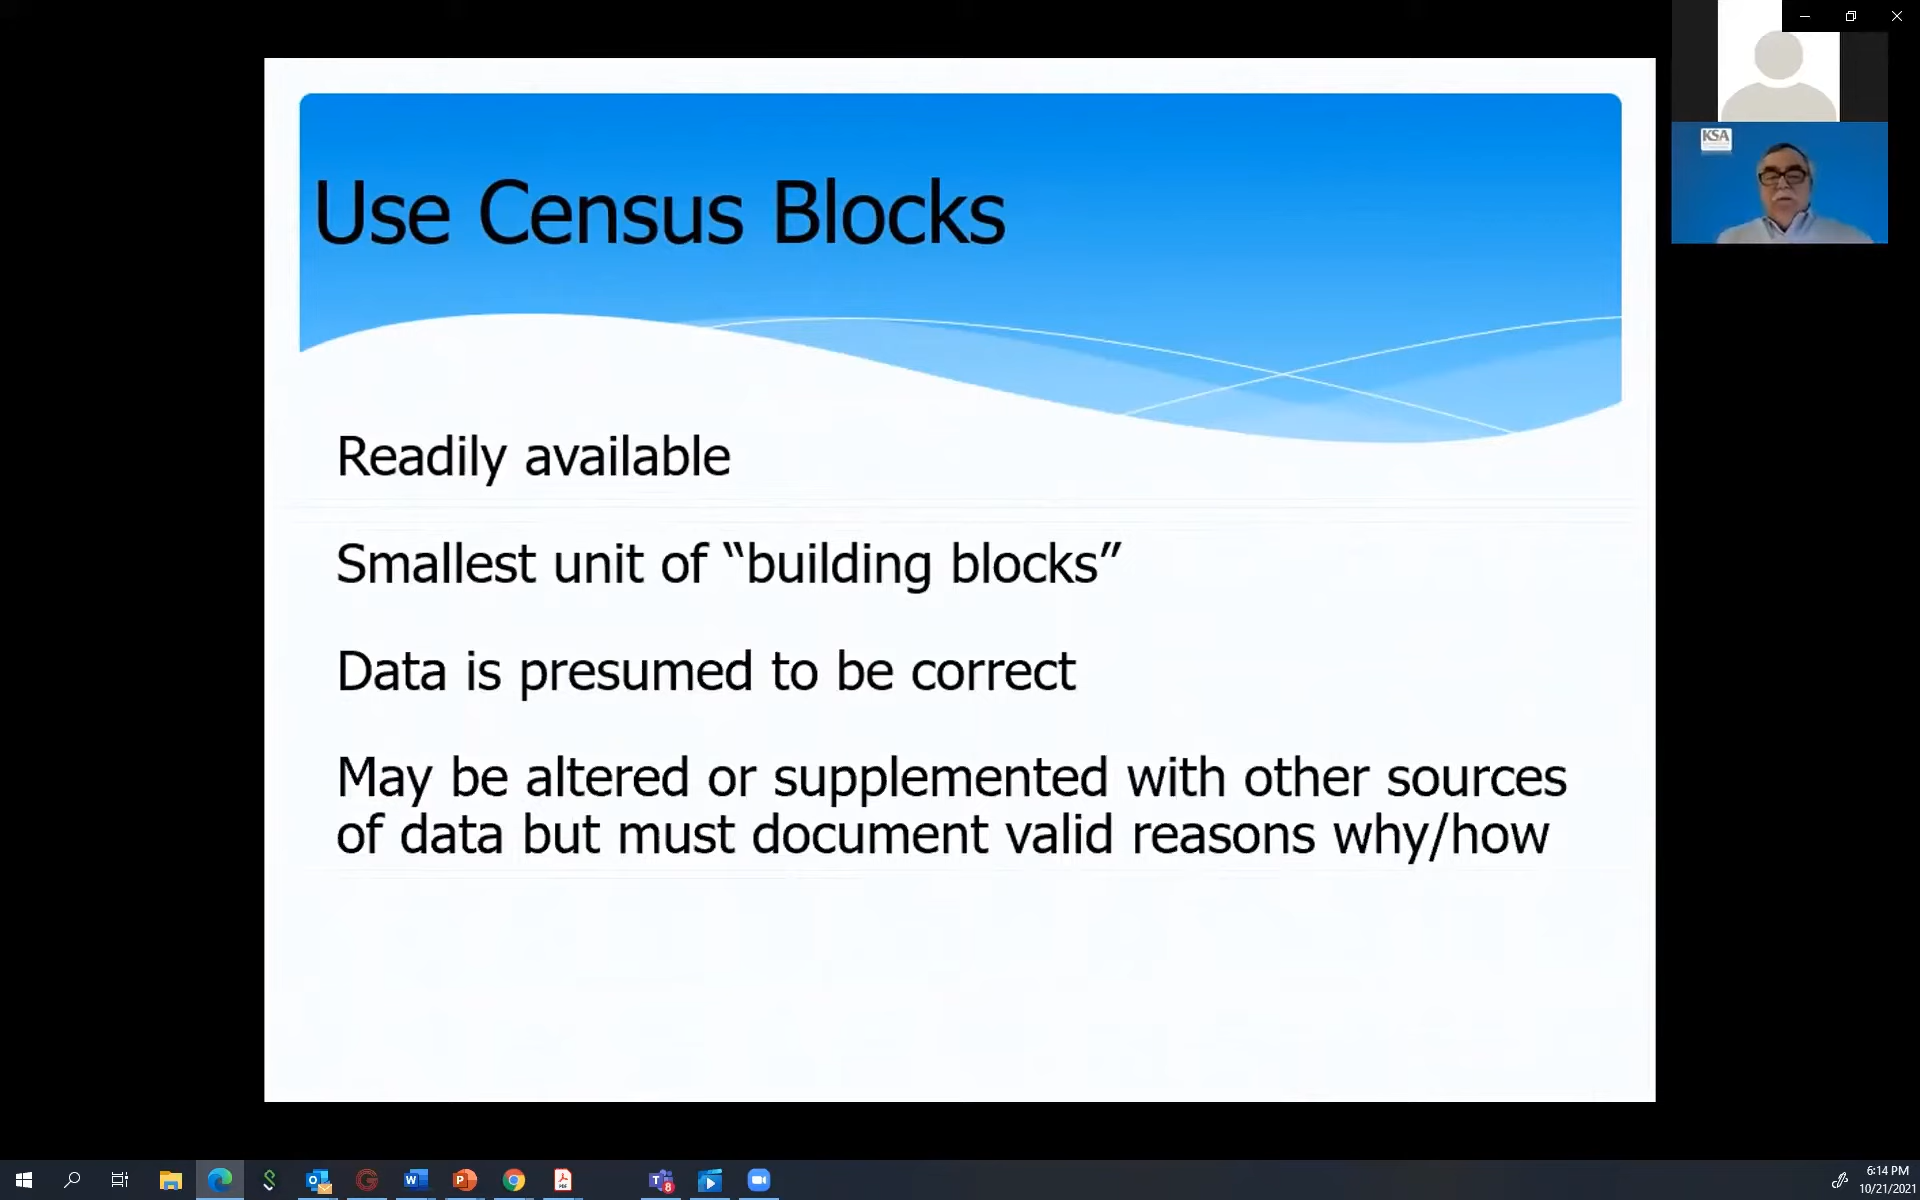 KSA
Use Census Blocks
Readily available
Smallest unit of “building blocks”
Data is presumed to be correct
May be altered or supplemented with other sources
of data but must document valid reasons why/how
6:14 PM
10/21/2021